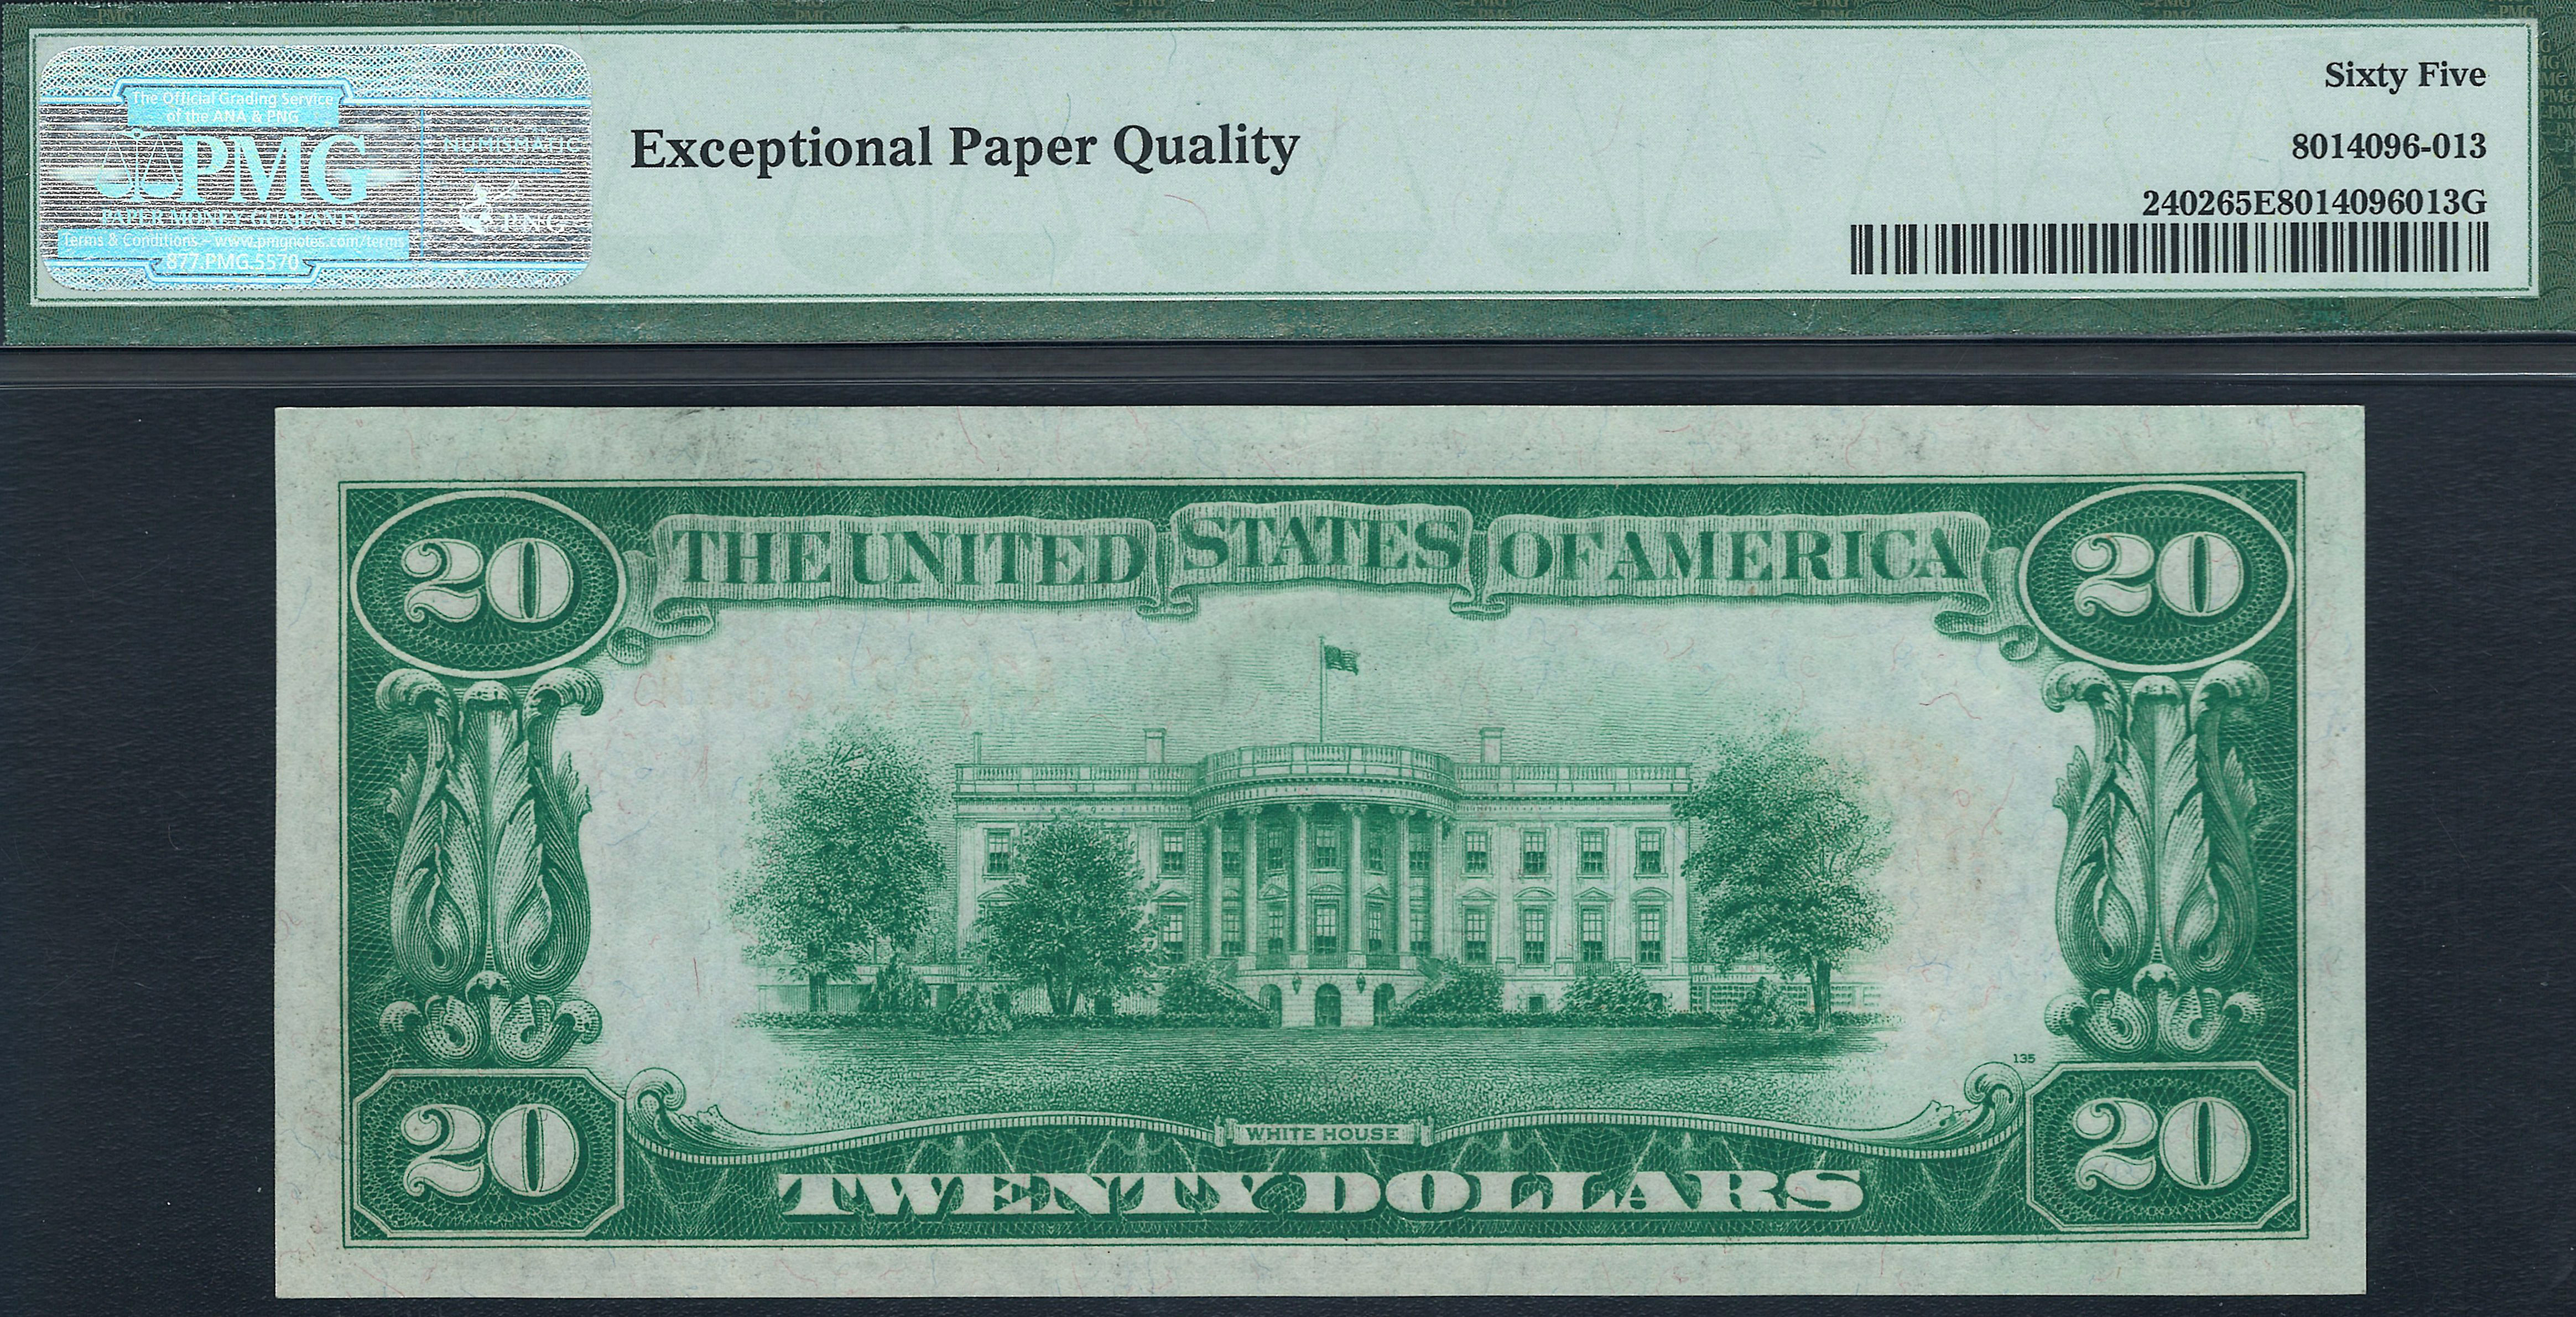 The Official Grading Service
of the ANA & PNG
PMG
PAPER MONEY GUARANTY
Terms & Conditions – www.pmgnotes.com/terms
877.PMG.5570
NUMISMATIC
PNG
Exceptional Paper Quality
Sixty Five
8014096-013
240265E8014096013G
20
THE UNITED STATES OF AMERICA
20
135
WHITE HOUSE
20
TWENTY DOLLARS
20